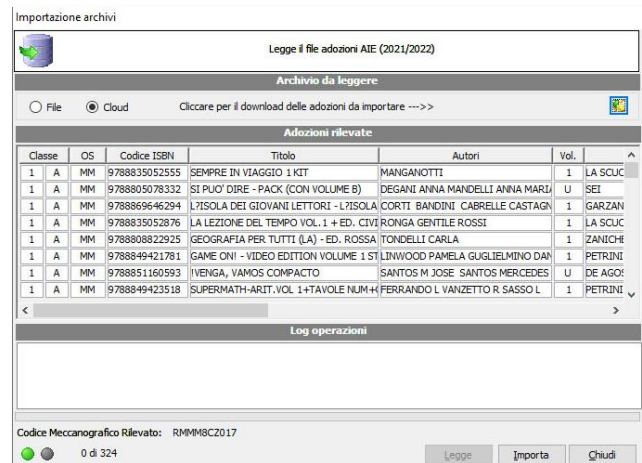 Importazione archivi
Legge il file adozioni AIE (2021/2022)
Archivio da leggere
File Cloud Cliccare per il download delle adozioni da importare --->>
Adozioni rilevate
Classe OS Codice ISBN Titolo Autori Vol.
1 A MM 9788835052555 SEMPRE IN VIAGGIO 1 KIT MANGANOTTI 1 LA SCUO
1 A MM 9788805078332 SI PUO' DIRE - PACK (CON VOLUME B) DEGANI ANNA MANDELLI ANNA MARIA U SEI
1 A MM 9788869646294 L?ISOLA DEI GIOVANI LETTORI - L?ISOLA CORTI BANDINI CABRELLE CASTAGN 1 GARZAN
1 A MM 9788835052876 LA LEZIONE DEL TEMPO VOL. 1 + ED. CIVI RONGA GENTILE ROSSI 1 LA SCUO
1 A MM 9788808822925 GEOGRAFIA PER TUTTI (LA) - ED. ROSSA TONDELLI CARLA 1 ZANICHE
1 A MM 9788849421781 GAME ON! - VIDEO EDITION VOLUME 1 ST LINWOOD PAMELA GUGLIELMINO DAN 1 PETRINI
1 A MM 9788851160593 !VENGA, VAMOS COMPACTO SANTOS M JOSE SANTOS MERCEDES U DE AGOS
1 A MM 9788849423518 SUPERMATH-ARIT.VOL 1+TAVOLE NUM+ FERRANDO L VANZETTO R SASSO L 1 PETRINI
Log operazioni
Codice Meccanografico Rilevato: RMMM8CZ017
0 di 324 Legge Importa Chiudi